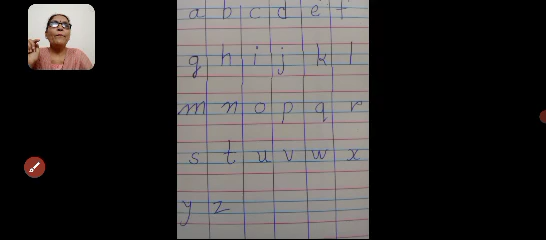 a b c d e f
g h i j k l
m n o p q r
s t u v w x
y z